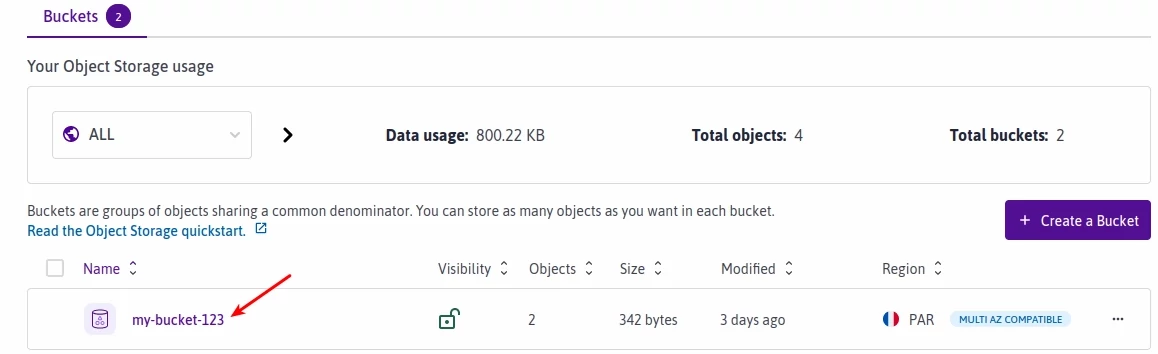 Buckets 2
Your Object Storage usage
ALL Data usage: 800.22 KB Total objects: 4 Total buckets: 2
Buckets are groups of objects sharing a common denominator. You can store as many objects as you want in each bucket.
Read the Object Storage quickstart.
+ Create a Bucket
Name Visibility Objects Size Modified Region
my-bucket-123 2 342 bytes 3 days ago PAR MULTI AZ COMPATIBLE ...